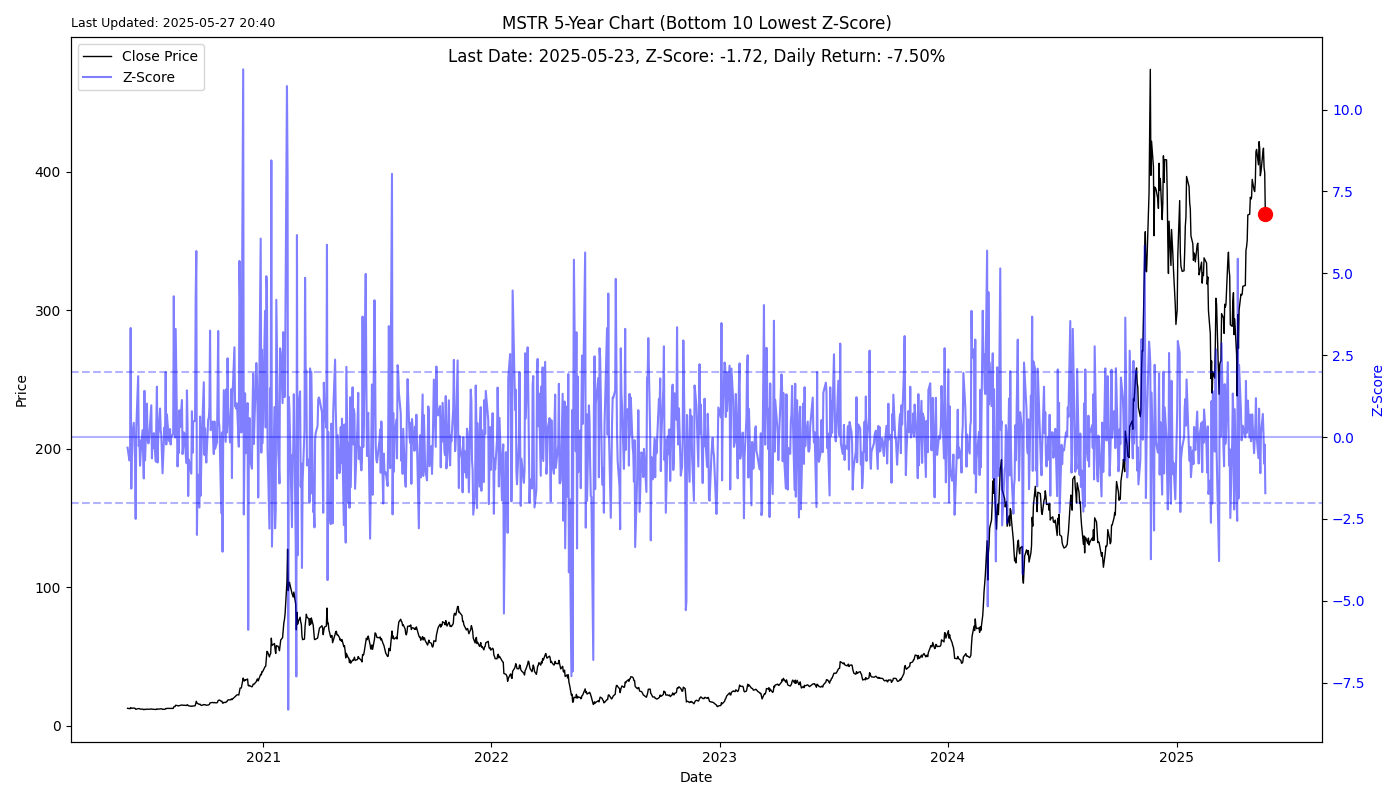 Last Updated: 2025-05-27 20:40
MSTR 5-Year Chart (Bottom 10 Lowest Z-Score)
Last Date: 2025-05-23, Z-Score: -1.72, Daily Return: -7.50%
Close Price
Z-Score
Price
400
300
200
100
0
10.0
7.5
5.0
2.5
0.0
−2.5
−5.0
−7.5
Z-Score
2021
2022
2023
2024
2025
Date